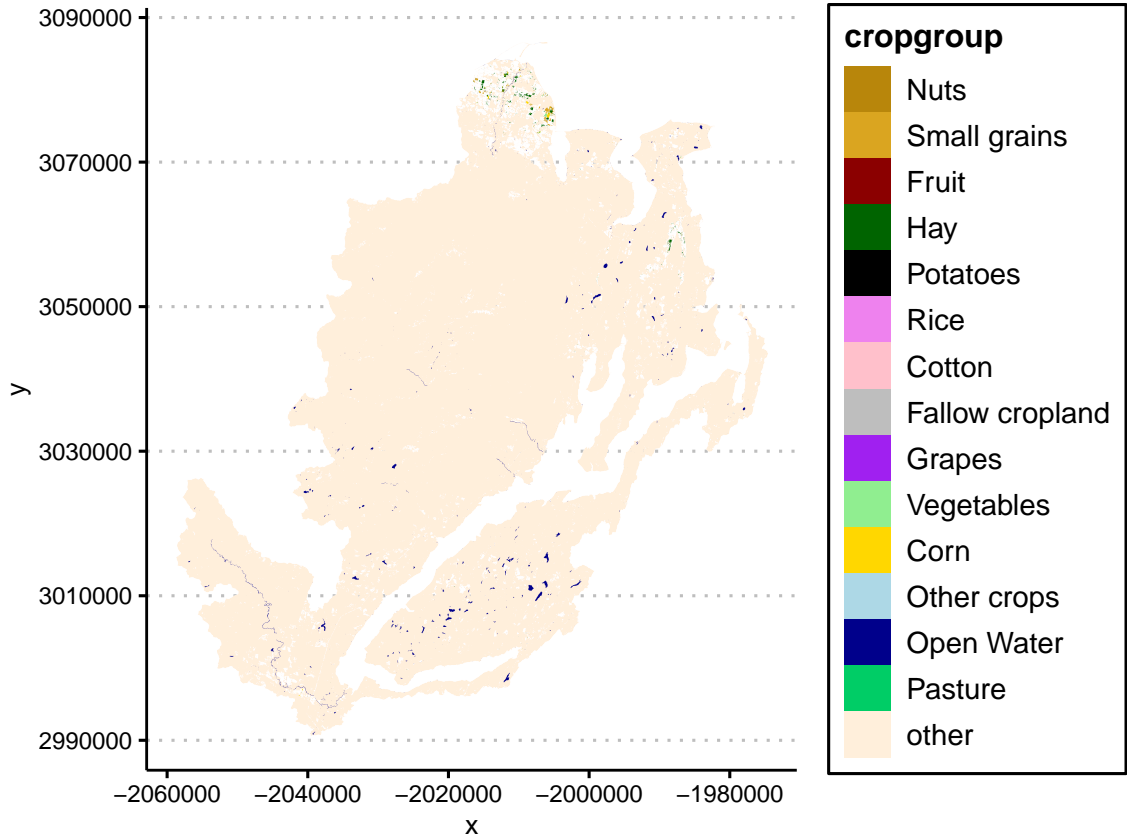 3090000
3070000
3050000
3030000
3010000
2990000
y
−2060000 −2040000 −2020000 −2000000 −1980000
x
cropgroup
Nuts
Small grains
Fruit
Hay
Potatoes
Rice
Cotton
Fallow cropland
Grapes
Vegetables
Corn
Other crops
Open Water
Pasture
other